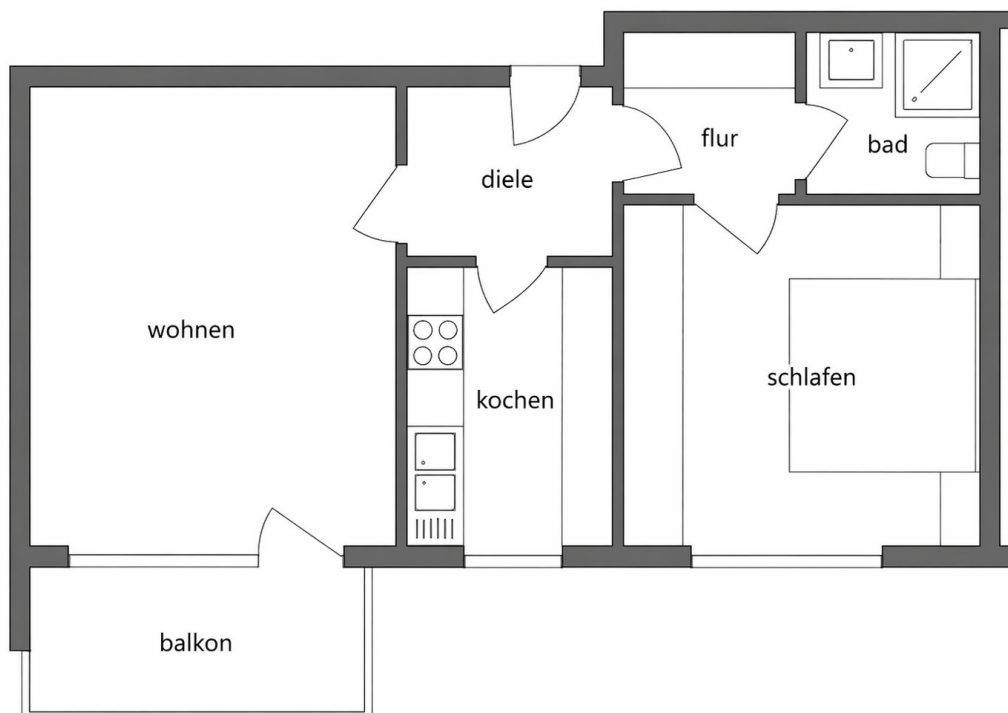 flur
bad
diele
wohnen
schlafen
kochen
balkon